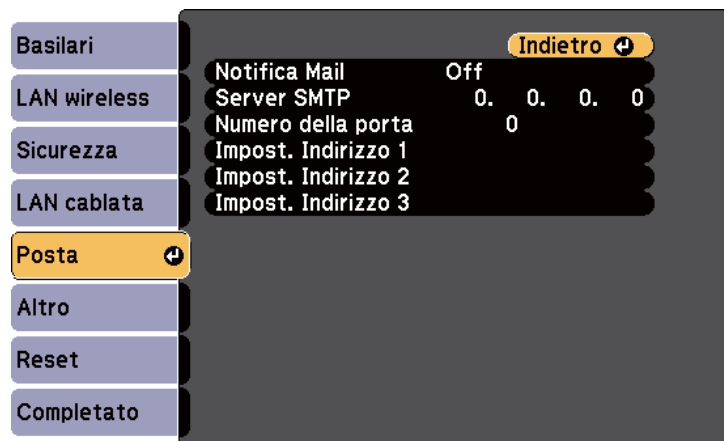 Basilari
LAN wireless
Sicurezza
LAN cablata
Posta
Altro
Reset
Completato
Indietro
Notifica Mail Off
Server SMTP 0. 0. 0. 0
Numero della porta 0
Impost. Indirizzo 1
Impost. Indirizzo 2
Impost. Indirizzo 3